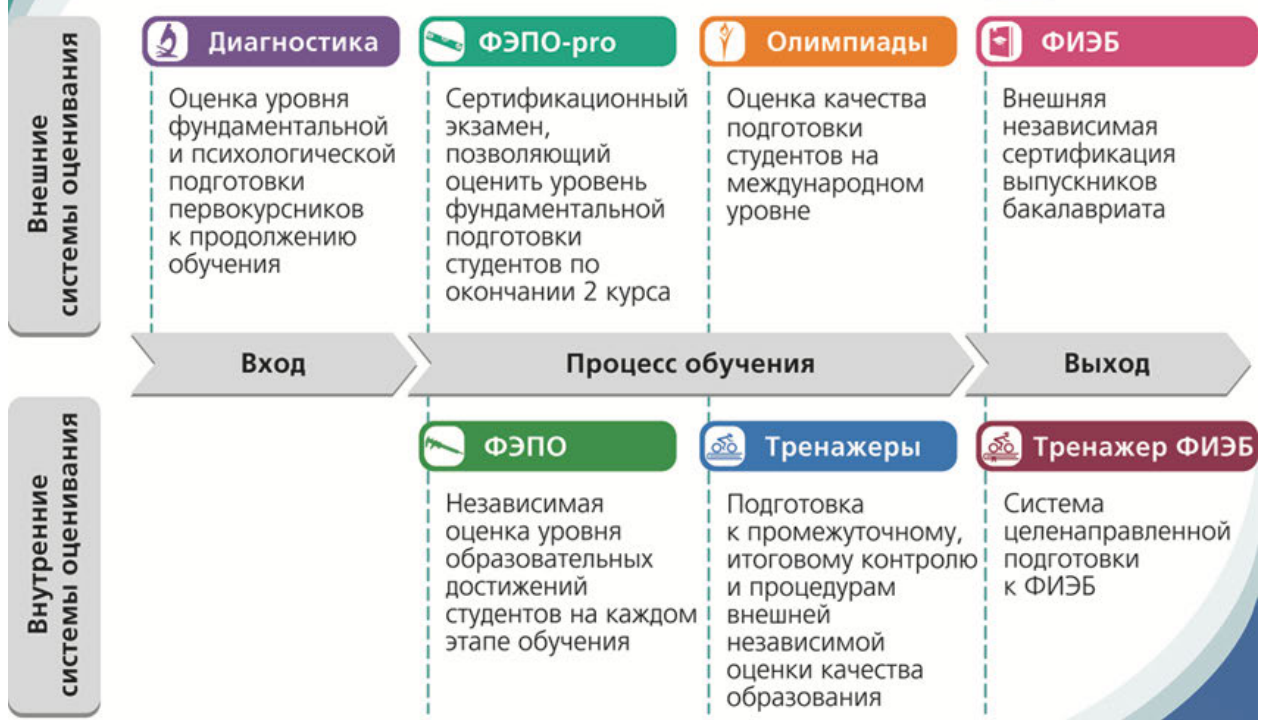 Внешние
системы оценивания
Диагностика
Оценка уровня
фундаментальной
и психологической
подготовки
первокурсников
к продолжению
обучения
ФЭПО-pro
Сертификационный
экзамен,
позволяющий
оценить уровень
фундаментальной
подготовки
студентов по
окончании 2 курса
Олимпиады
Оценка качества
подготовки
студентов на
международном
уровне
ФИЭБ
Внешняя
независимая
сертификация
выпускников
бакалавриата
Вход
Процесс обучения
Выход
Внутренние
системы оценивания
ФЭПО
Независимая
оценка уровня
образовательных
достижений
студентов на каждом
этапе обучения
Тренажеры
Подготовка
к промежуточному,
итоговому контролю
и процедурам
внешней
независимой
оценки качества
образования
Тренажер ФИЭБ
Система
целенаправленной
подготовки
к ФИЭБ